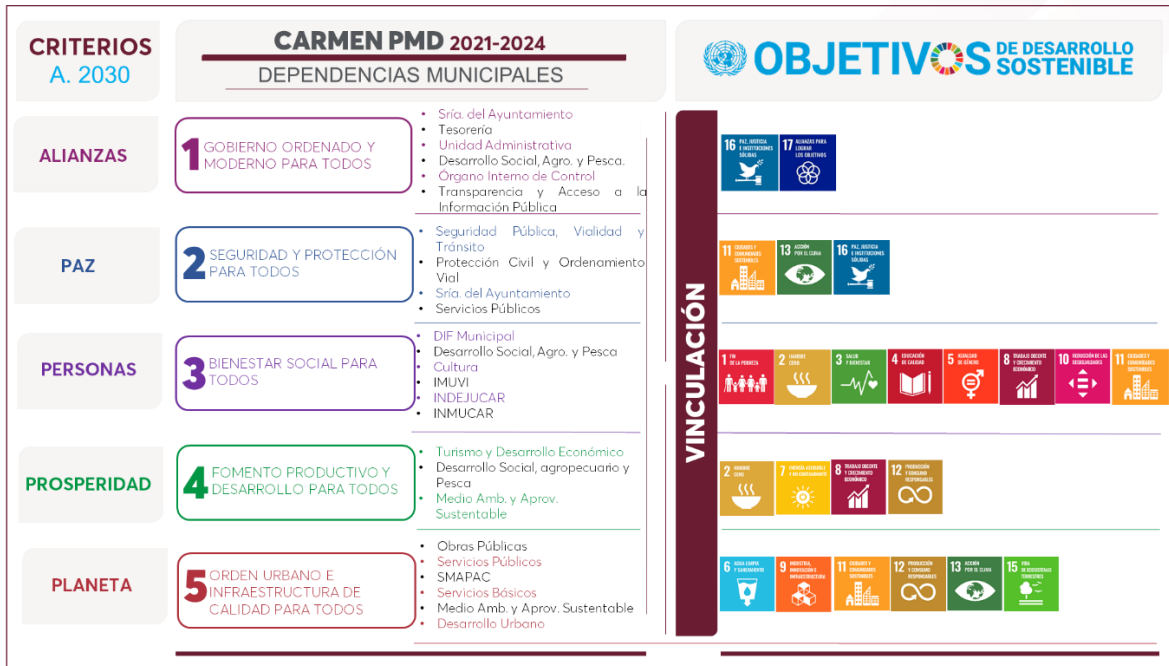 CRITERIOS
A. 2030
CARMEN PMD 2021-2024
DEPENDENCIAS MUNICIPALES
OBJETIVOS DE DESARROLLO
SOSTENIBLE
VINCULACIÓN
ALIANZAS
1 GOBIERNO ORDENADO Y
MODERNO PARA TODOS
• Sría. del Ayuntamiento
• Tesorería
• Unidad Administrativa
• Desarrollo Social, Agro. y Pesca.
• Órgano Interno de Control
• Transparencia y Acceso a la
Información Pública
16 PAZ, JUSTICIA
E INSTITUCIONES
SÓLIDAS
17 ALIANZAS PARA
LOGRAR
LOS OBJETIVOS
PAZ
2 SEGURIDAD Y PROTECCIÓN
PARA TODOS
• Seguridad Pública, Vialidad y
Tránsito
• Protección Civil y Ordenamiento
Vial
• Sría. del Ayuntamiento
• Servicios Públicos
11 CIUDADES Y
COMUNIDADES
SOSTENIBLES
13 ACCIÓN
POR EL CLIMA
16 PAZ, JUSTICIA
E INSTITUCIONES
SÓLIDAS
PERSONAS
3 BIENESTAR SOCIAL PARA
TODOS
• DIF Municipal
• Desarrollo Social, Agro. y Pesca
• Cultura
• IMUVI
• INDEJUCAR
• INMUCAR
1 FIN
DE LA POBREZA
2 HAMBRE
CERO
3 SALUD
Y BIENESTAR
4 EDUCACIÓN
DE CALIDAD
5 IGUALDAD
DE GÉNERO
8 TRABAJO DECENTE
Y CRECIMIENTO
ECONÓMICO
10 REDUCCIÓN DE LAS
DESIGUALDADES
11 CIUDADES Y
COMUNIDADES
SOSTENIBLES
PROSPERIDAD
4 FOMENTO PRODUCTIVO Y
DESARROLLO PARA TODOS
• Turismo y Desarrollo Económico
• Desarrollo Social, agropecuario y
Pesca
• Medio Amb. y Aprov.
Sustentable
2 HAMBRE
CERO
7 ENERGÍA ASEQUIBLE
Y NO CONTAMINANTE
8 TRABAJO DECENTE
Y CRECIMIENTO
ECONÓMICO
12 PRODUCCIÓN
Y CONSUMO
RESPONSABLES
PLANETA
5 ORDEN URBANO E
INFRAESTRUCTURA DE
CALIDAD PARA TODOS
• Obras Públicas
• Servicios Públicos
• SMAPAC
• Servicios Básicos
• Medio Amb. y Aprov. Sustentable
• Desarrollo Urbano
6 AGUA LIMPIA
Y SANEAMIENTO
9 INDUSTRIA,
INNOVACIÓN E
INFRAESTRUCTURA
11 CIUDADES Y
COMUNIDADES
SOSTENIBLES
12 PRODUCCIÓN
Y CONSUMO
RESPONSABLES
13 ACCIÓN
POR EL CLIMA
15 VIDA
DE ECOSISTEMAS
TERRESTRES